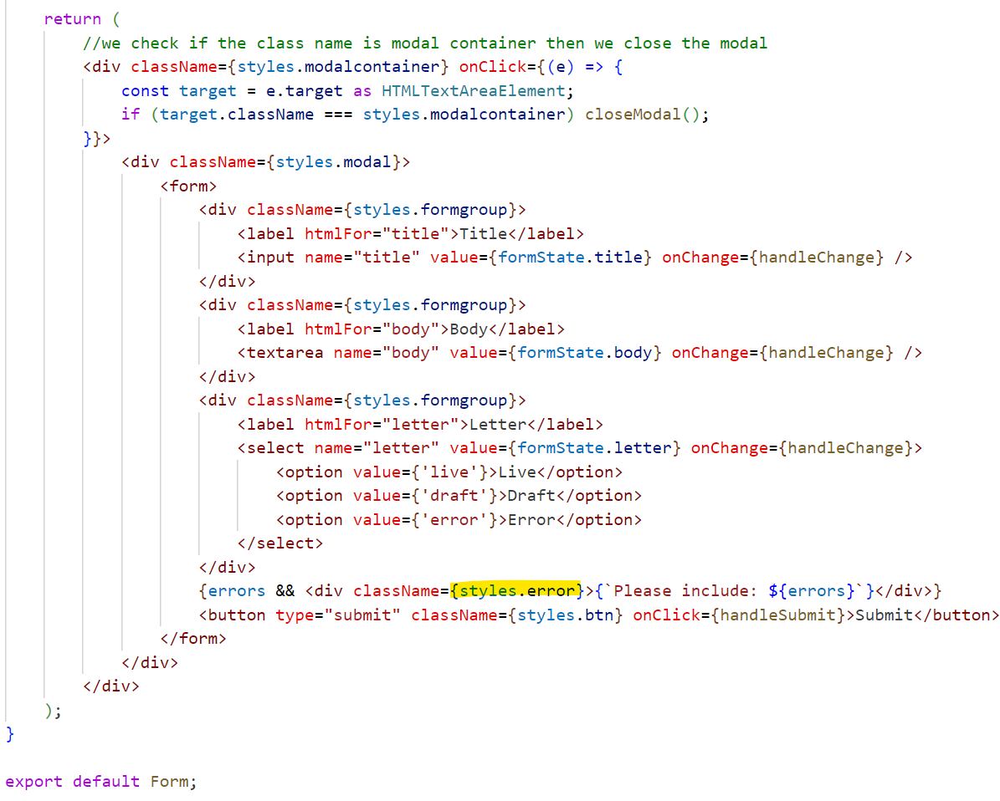 return (
//we check if the class name is modal container then we close the modal
<div className={styles.modalcontainer} onClick={(e) => {
const target = e.target as HTMLTextAreaElement;
if (target.className === styles.modalcontainer) closeModal();
}}>
<div className={styles.modal}>
<form>
<div className={styles.formgroup}>
<label htmlFor="title">Title</label>
<input name="title" value={formState.title} onChange={handleChange} />
</div>
<div className={styles.formgroup}>
<label htmlFor="body">Body</label>
<textarea name="body" value={formState.body} onChange={handleChange} />
</div>
<div className={styles.formgroup}>
<label htmlFor="letter">Letter</label>
<select name="letter" value={formState.letter} onChange={handleChange}>
<option value={'live'}>Live</option>
<option value={'draft'}>Draft</option>
<option value={'error'}>Error</option>
</select>
</div>
{errors && <div className={styles.error}>{`Please include: ${errors}`}</div>}
<button type="submit" className={styles.btn} onClick={handleSubmit}>Submit</button>
</form>
</div>
</div>
);
}
export default Form;